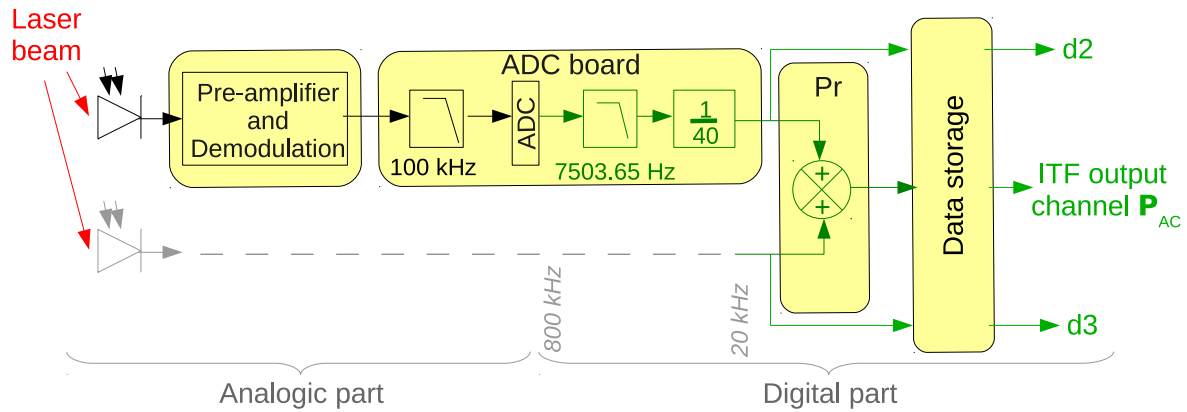 Laser
beam
Pre-amplifier
and
Demodulation
ADC board
100 kHz
ADC
7503.65 Hz
1
40
Pr
+
+
Data storage
d2
ITF output
channel P AC
d3
800 kHz
20 kHz
Analogic part
Digital part